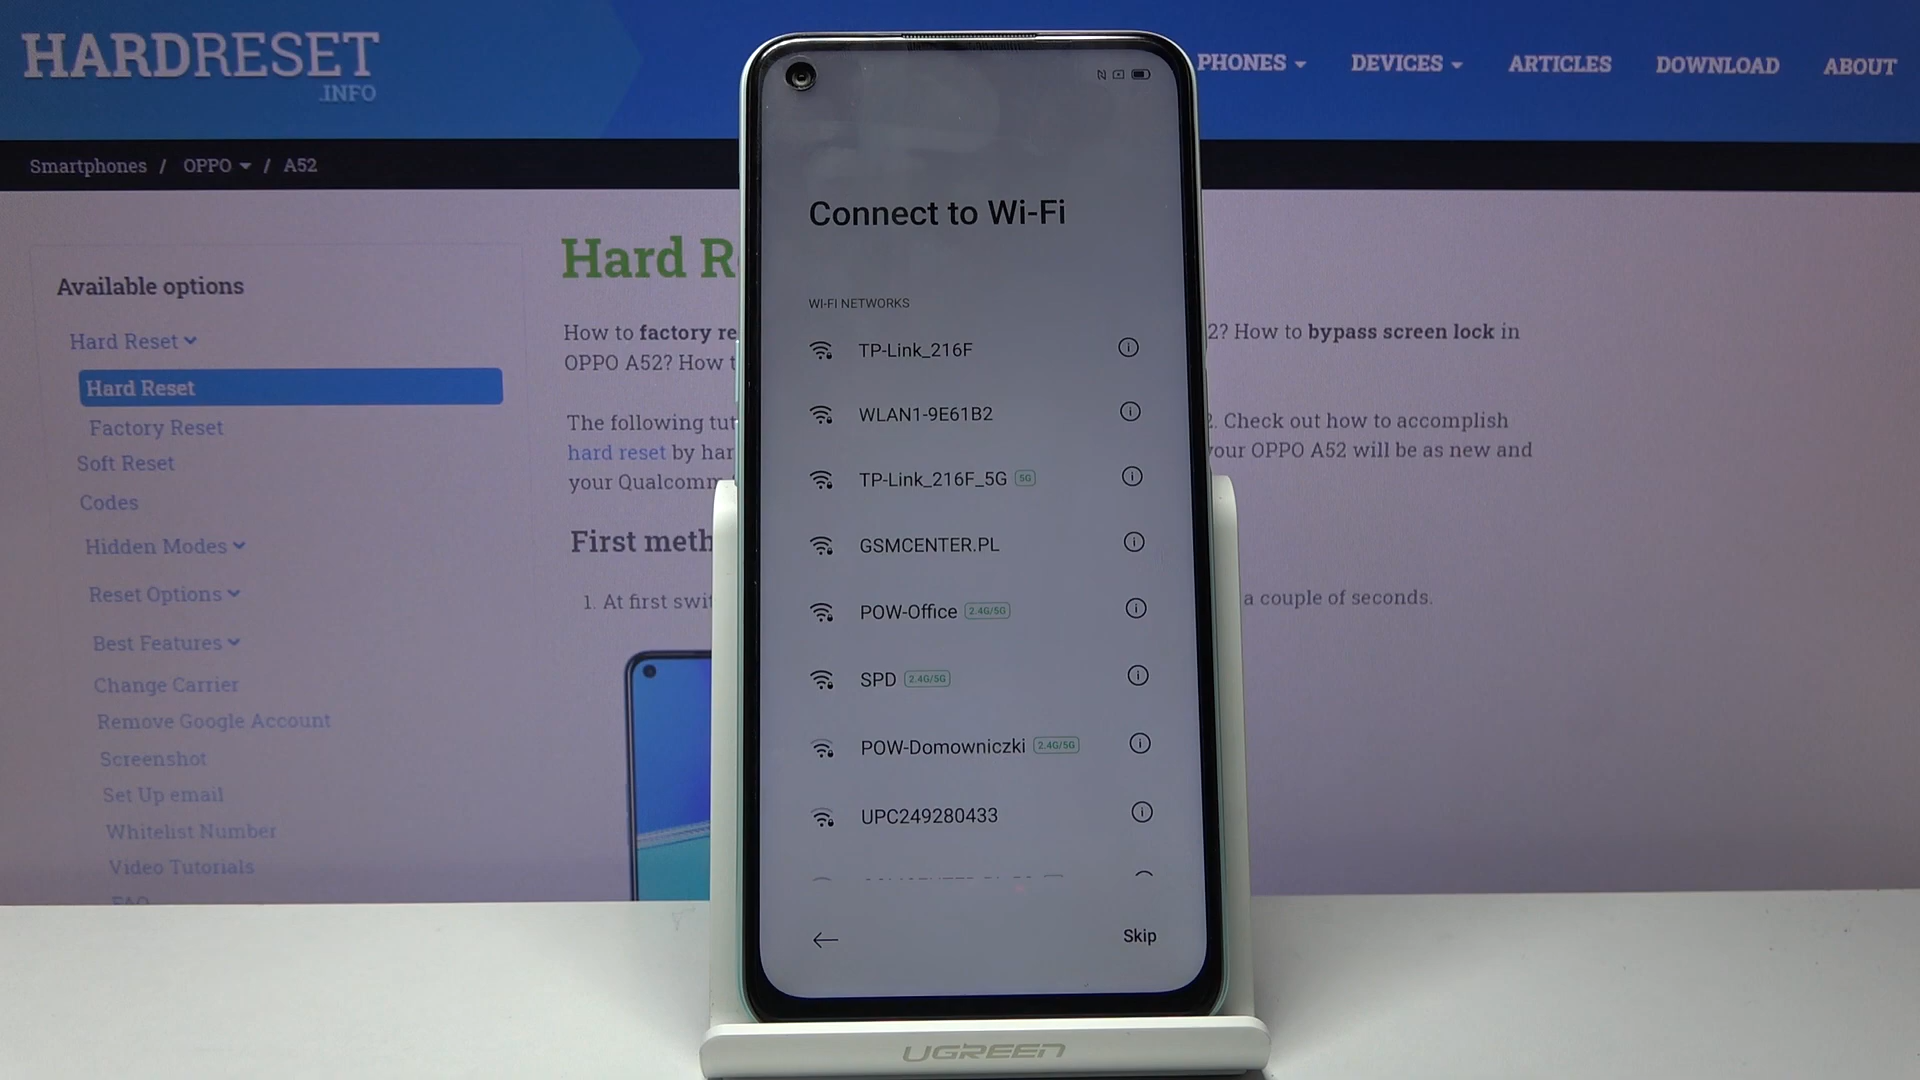 HARDRESET
.INFO
PHONES DEVICES ARTICLES DOWNLOAD ABOUT
Smartphones / OPPO / A52
Available options
Hard Reset
Hard Reset
Factory Reset
Soft Reset
Codes
Hidden Modes
Reset Options
Best Features
Change Carrier
Remove Google Account
Screenshot
Set Up email
Whitelist Number
Video Tutorials
FAQ
Hard R
How to factory re
2? How to bypass screen lock in
OPPO A52? How t
The following tut
2. Check out how to accomplish
hard reset by har
your OPPO A52 will be as new and
your Qualcomm
First meth
1. At first swit
a couple of seconds.
Connect to Wi-Fi
WI-FI NETWORKS
TP-Link_216F
WLAN1-9E61B2
TP-Link_216F_5G 5G
GSMCENTER.PL
POW-Office 2.4G/5G
SPD 2.4G/5G
POW-Domowniczki 2.4G/5G
UPC249280433
Skip
UGREEN